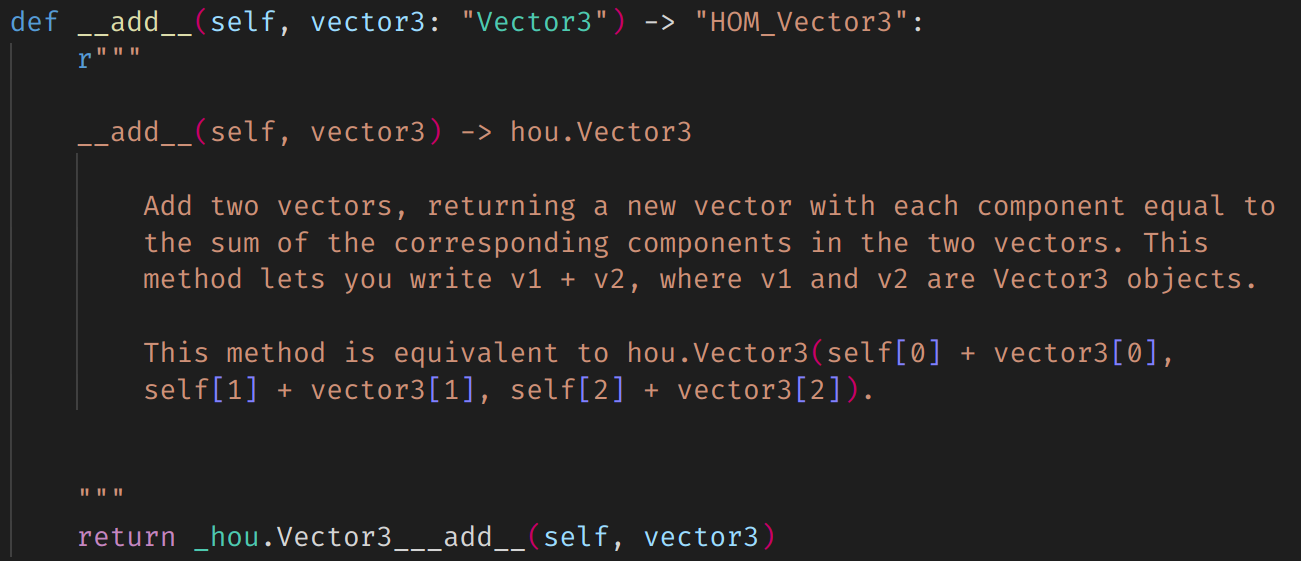 def __add__(self, vector3: "Vector3") -> "HOM_Vector3":
r"""
__add__(self, vector3) -> hou.Vector3
Add two vectors, returning a new vector with each component equal to
the sum of the corresponding components in the two vectors. This
method lets you write v1 + v2, where v1 and v2 are Vector3 objects.
This method is equivalent to hou.Vector3(self[0] + vector3[0],
self[1] + vector3[1], self[2] + vector3[2]).
"""
return _hou.Vector3___add__(self, vector3)